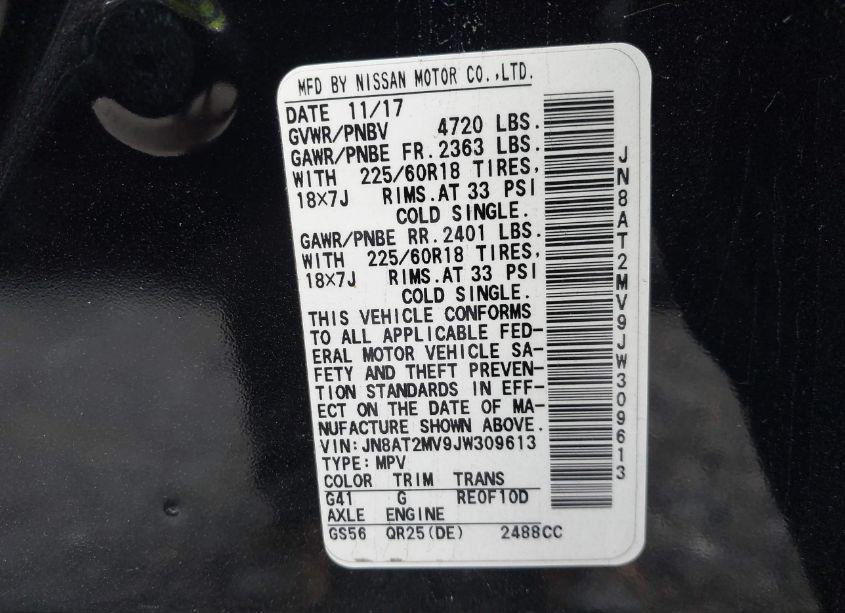 MFD BY NISSAN MOTOR CO.,LTD.
DATE 11/17
GVWR/PNBV 4720 LBS.
GAWR/PNBE FR. 2363 LBS.
WITH 225/60R18 TIRES,
18×7J RIMS.AT 33 PSI
COLD SINGLE.
GAWR/PNBE RR. 2401 LBS.
WITH 225/60R18 TIRES,
18×7J RIMS.AT 33 PSI
COLD SINGLE.
THIS VEHICLE CONFORMS
TO ALL APPLICABLE FED-
ERAL MOTOR VEHICLE SA-
FETY AND THEFT PREVEN-
TION STANDARDS IN EFF-
ECT ON THE DATE OF MA-
NUFACTURE SHOWN ABOVE.
VIN:JN8AT2MV9JW309613
TYPE:MPV
COLOR TRIM TRANS
G41 G RE0F10D
AXLE ENGINE
GS56 QR25(DE) 2488CC
JN8AT2MV9JW309613